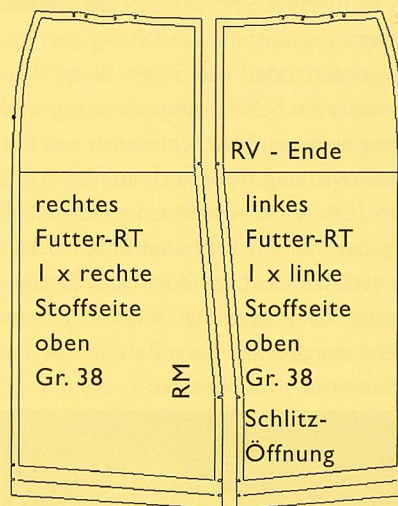 rechtes
Futter-RT
1 x rechte
Stoffseite
oben
Gr. 38
RM
RV - Ende
linkes
Futter-RT
1 x linke
Stoffseite
oben
Gr. 38
Schlitz-
Öffnung